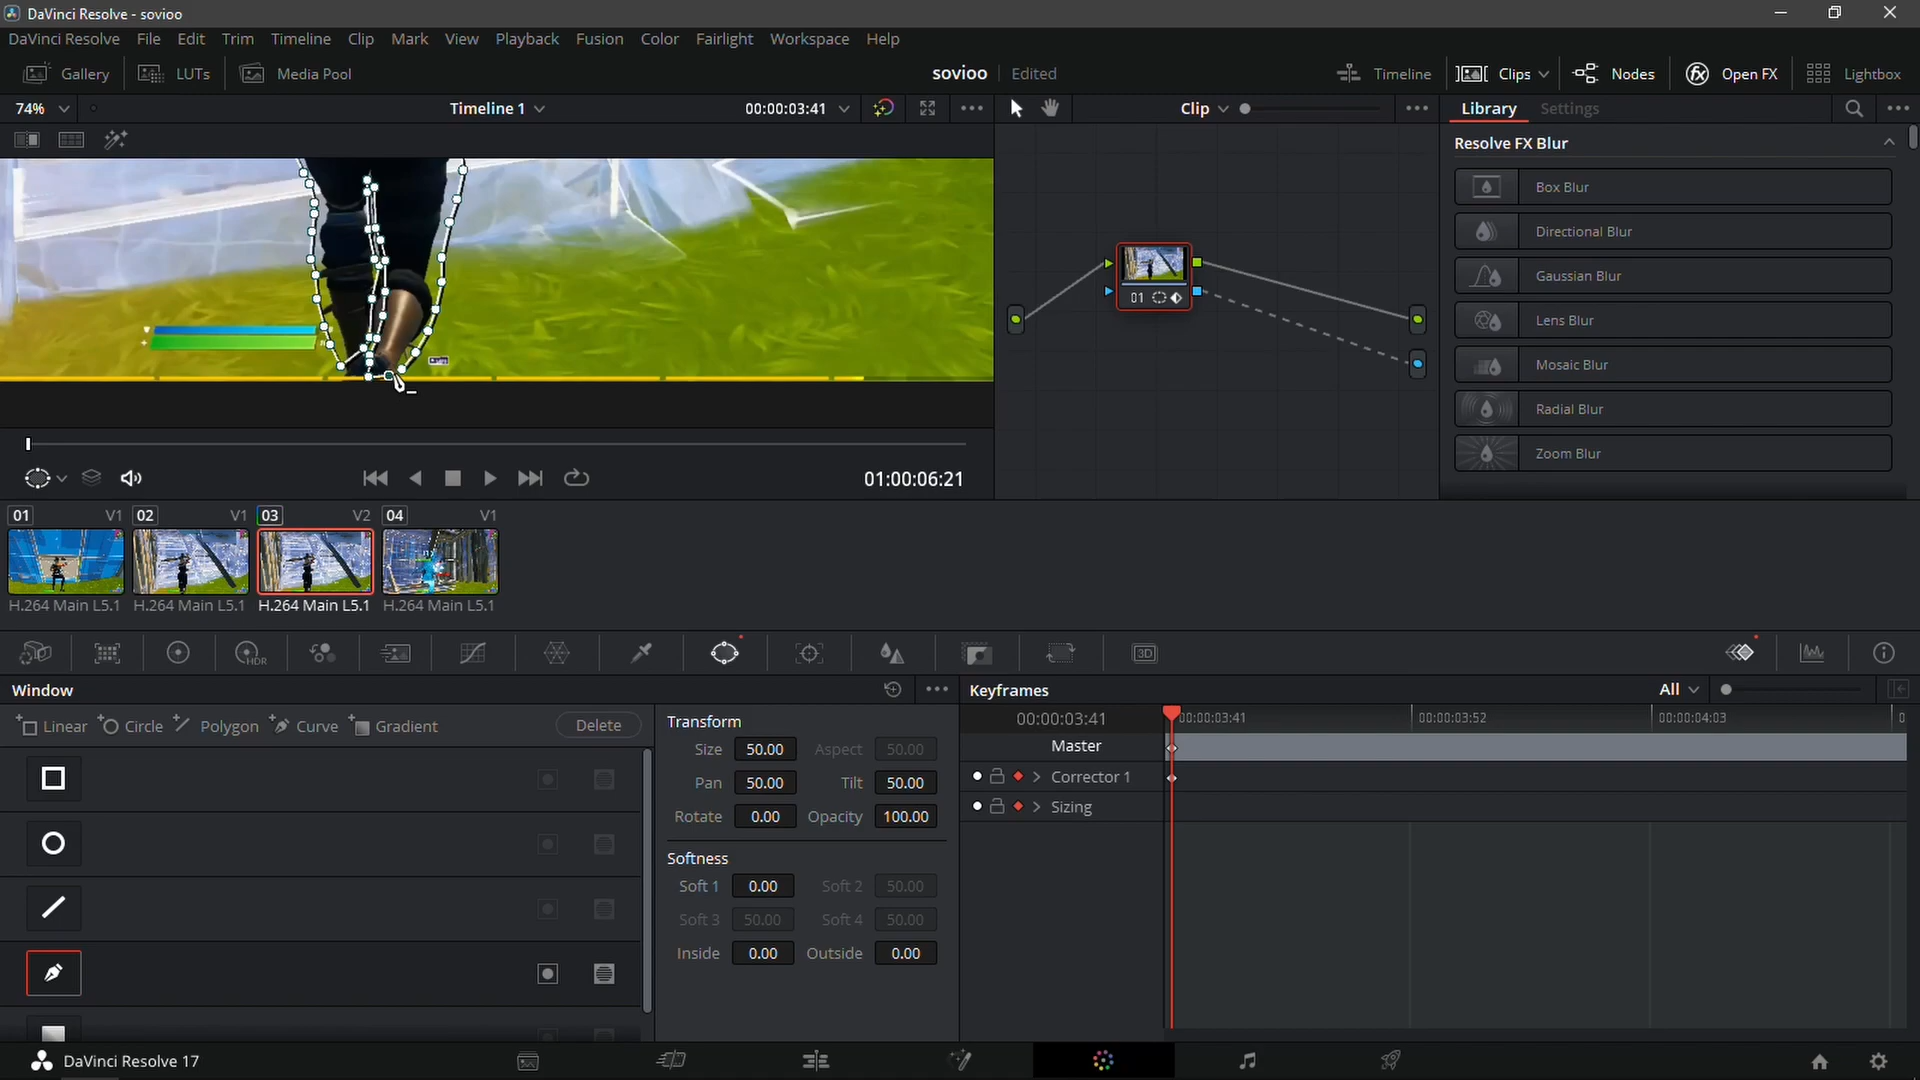 DaVinci Resolve - sovioo
DaVinci Resolve File Edit Trim Timeline Clip Mark View Playback Fusion Color Fairlight Workspace Help
Gallery LUTs Media Pool sovioo Edited Timeline Clips Nodes Open FX Lightbox
74% Timeline 1 00:00:03:41 Clip Library Settings
Resolve FX Blur
Box Blur
Directional Blur
Gaussian Blur
Lens Blur
Mosaic Blur
Radial Blur
Zoom Blur
01
01:00:06:21
01 V1 02 V1 03 V2 04 V1
H.264 Main L5.1 H.264 Main L5.1 H.264 Main L5.1 H.264 Main L5.1
HDR 3D
Window Keyframes All
Linear Circle Polygon Curve Gradient Delete
Transform
Size 50.00 Aspect 50.00
Pan 50.00 Tilt 50.00
Rotate 0.00 Opacity 100.00
Softness
Soft 1 0.00 Soft 2 50.00
Soft 3 50.00 Soft 4 50.00
Inside 0.00 Outside 0.00
00:00:03:41 00:00:03:41 00:00:03:52 00:00:04:03 0
Master
Corrector 1
Sizing
DaVinci Resolve 17